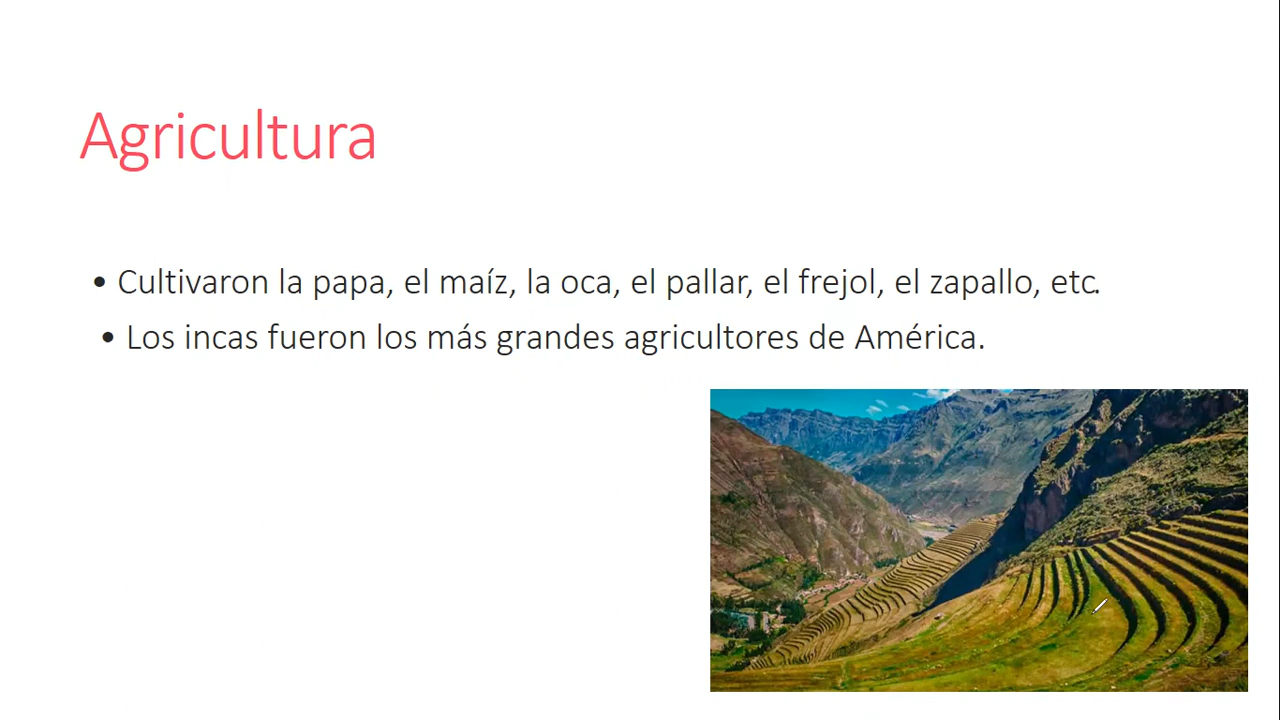 Agricultura
• Cultivaron la papa, el maíz, la oca, el pallar, el frejol, el zapallo, etc.
• Los incas fueron los más grandes agricultores de América.